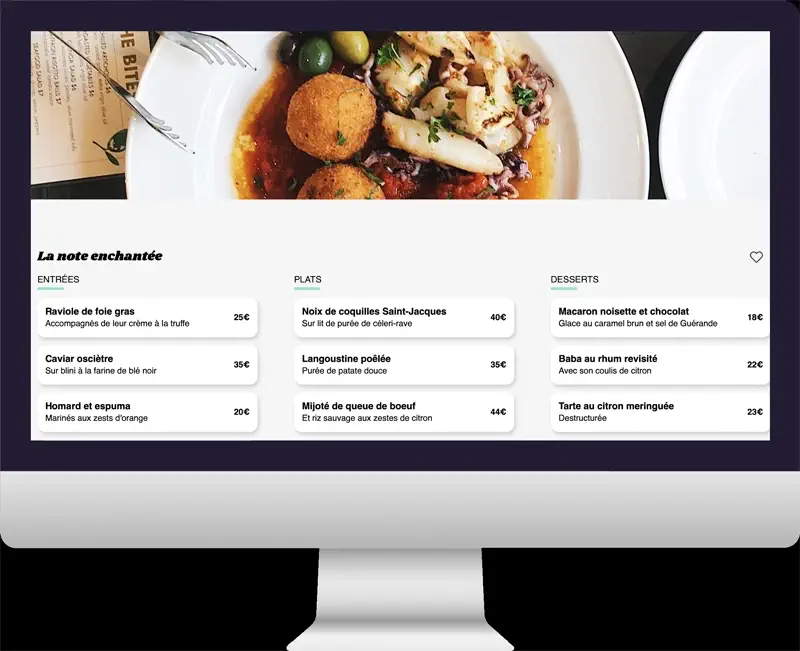 THE BITE
SEAFOOD SALAD $7
La note enchantée
ENTRÉES
Raviole de foie gras
Accompagnés de leur crème à la truffe
25€
Caviar osciètre
Sur blini à la farine de blé noir
35€
Homard et espuma
Marinés aux zests d'orange
20€
PLATS
Noix de coquilles Saint-Jacques
Sur lit de purée de cèleri-rave
40€
Langoustine poêlée
Purée de patate douce
35€
Mijoté de queue de boeuf
Et riz sauvage aux zestes de citron
44€
DESSERTS
Macaron noisette et chocolat
Glace au caramel brun et sel de Guérande
18€
Baba au rhum revisité
Avec son coulis de citron
22€
Tarte au citron meringuée
Destructurée
23€